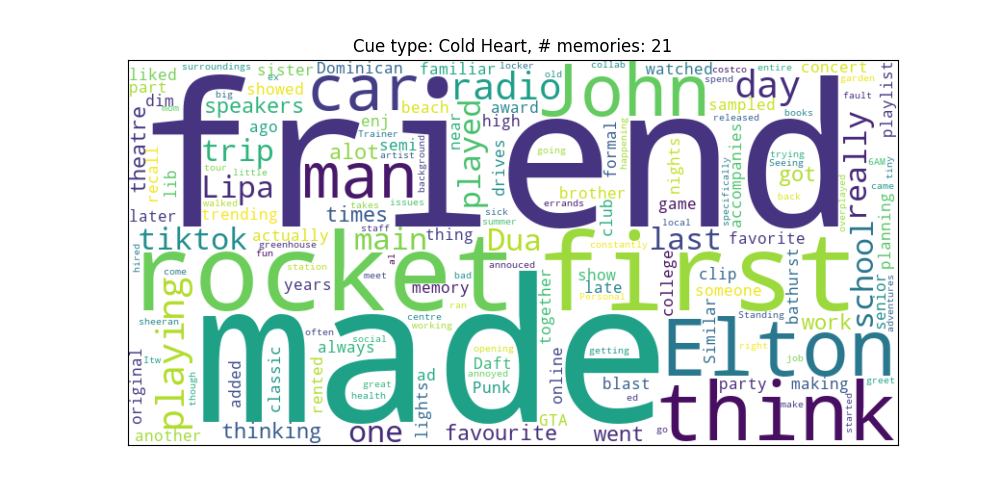 Cue type: Cold Heart, # memories: 21
liked
surroundings
sister
Dominican
familiar
watched
costco
entire
concert
part
ex
showed
car
radio
collab
locker
old
John
spend
day
garden
playlist
dim
big
speakers
beach
award
sampled
books
fault
mom
friend
enj
near
high
released
theatre
ago
Trainer
semi
played
formal
happening
nights
accompanies
trying
really
recall
trip
alot
artist
background
drives
going
Seeing
6AM
tiny
lib
tour
little
man
brother
specifically
got
came
Lipa
takes
issues
errands
game
back
overplayed
later
walked
times
sick
club
local
planning
trending
staff
summer
tiktok
actually
main
thing
Dua
last
favorite
school
hired
greenhouse
fun
al
constantly
rocket
first
come
station
meet
bad
annouced
show
college
clip
bathurst
senior
adventures
years
memory
late
someone
together
Personal
playing
ran
sheeran
made
centre
working
Similar
Standing
work
often
social
Elton
original
Itw
always
opening
online
getting
right
job
though
added
classic
rented
great
health
ad
Daft
annoyed
Punk
blast
party
making
greet
lights
ed
think
make
started
GTA
another
thinking
one
favourite
went
go